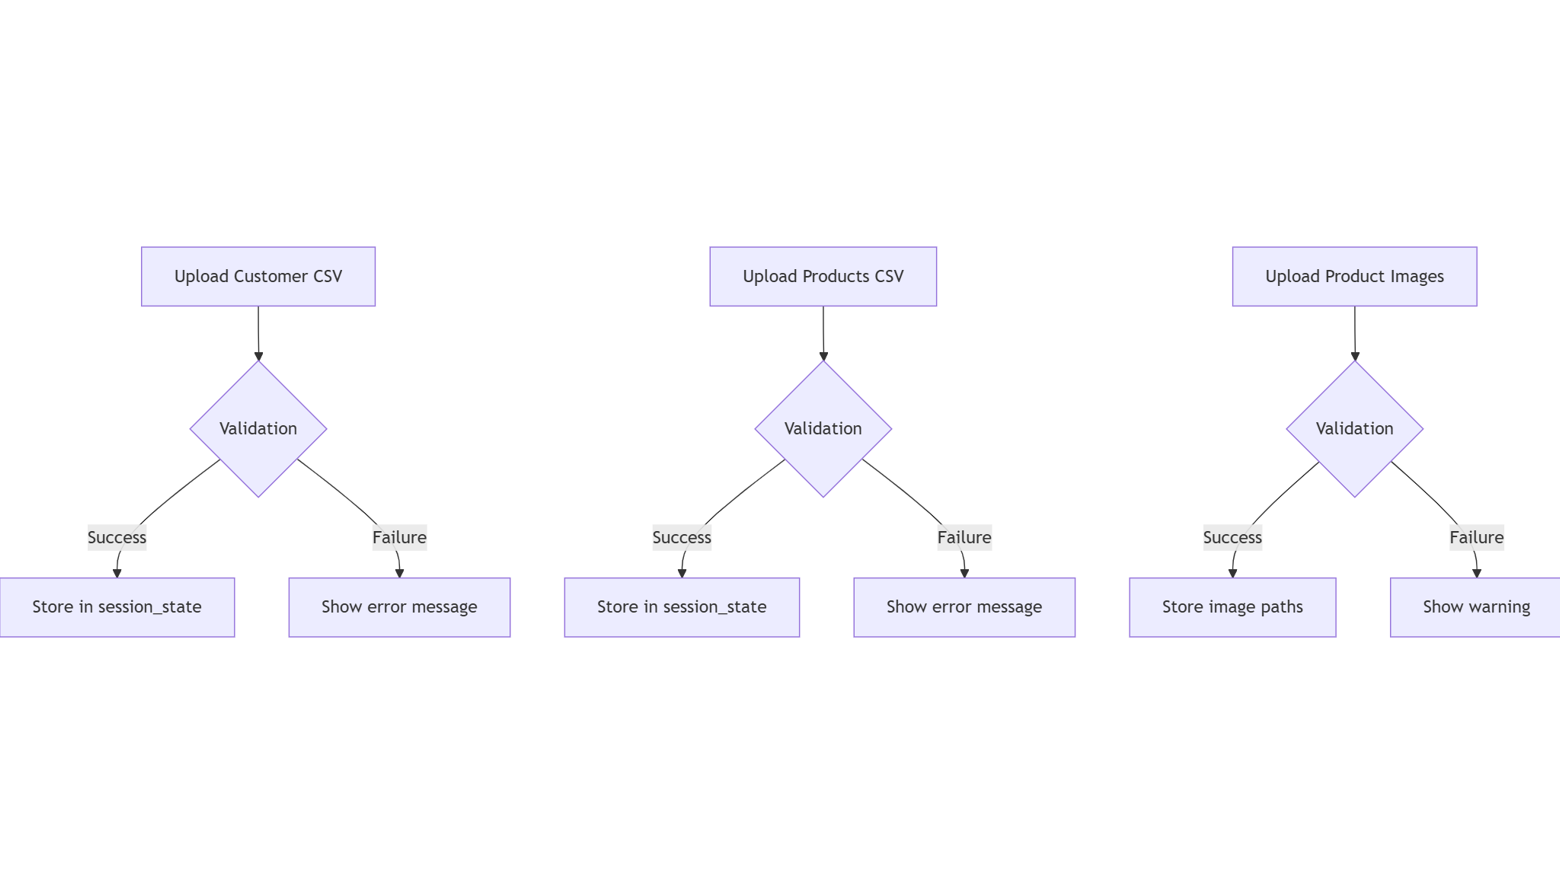 Upload Customer CSV
Upload Products CSV
Upload Product Images
Validation
Validation
Validation
Success
Failure
Success
Failure
Success
Failure
Store in session_state
Show error message
Store in session_state
Show error message
Store image paths
Show warning